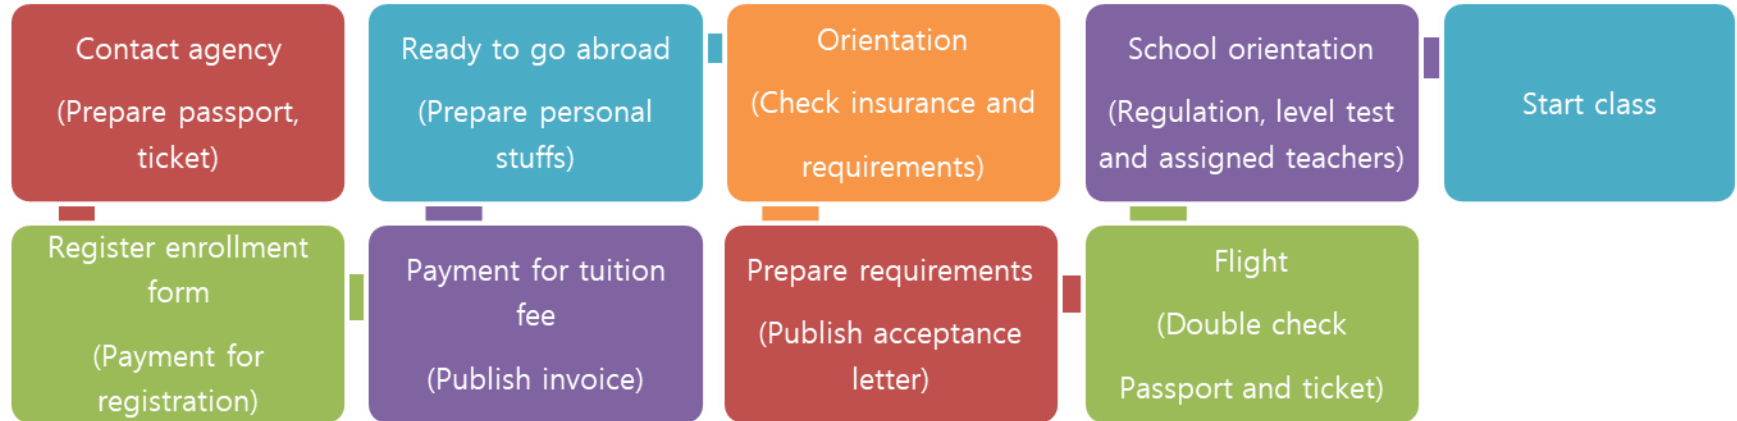 Contact agency
(Prepare passport,
ticket)
Register enrollment
form
(Payment for
registration)
Payment for tuition
fee
(Publish invoice)
Ready to go abroad
(Prepare personal
stuffs)
Orientation
(Check insurance and
requirements)
Prepare requirements
(Publish acceptance
letter)
Flight
(Double check
Passport and ticket)
School orientation
(Regulation, level test
and assigned teachers)
Start class